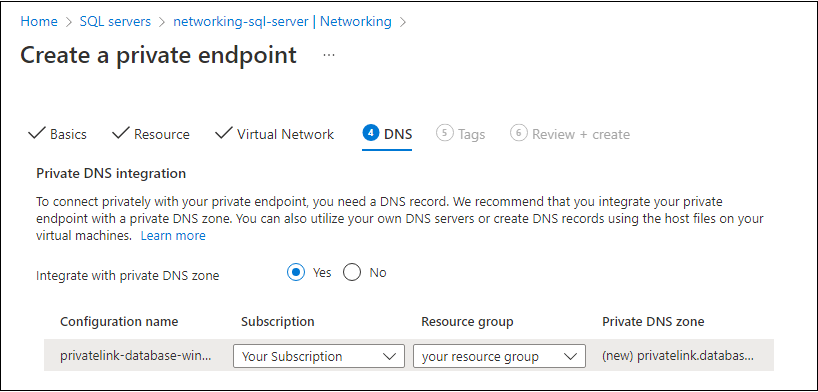 Home > SQL servers > networking-sql-server | Networking >
Create a private endpoint ...
Basics Resource Virtual Network 4 DNS 5 Tags 6 Review + create
Private DNS integration
To connect privately with your private endpoint, you need a DNS record. We recommend that you integrate your private
endpoint with a private DNS zone. You can also utilize your own DNS servers or create DNS records using the host files on your
virtual machines. Learn more
Integrate with private DNS zone Yes No
Configuration name Subscription Resource group Private DNS zone
privatelink-database-win... Your Subscription your resource group (new) privatelink.databas...